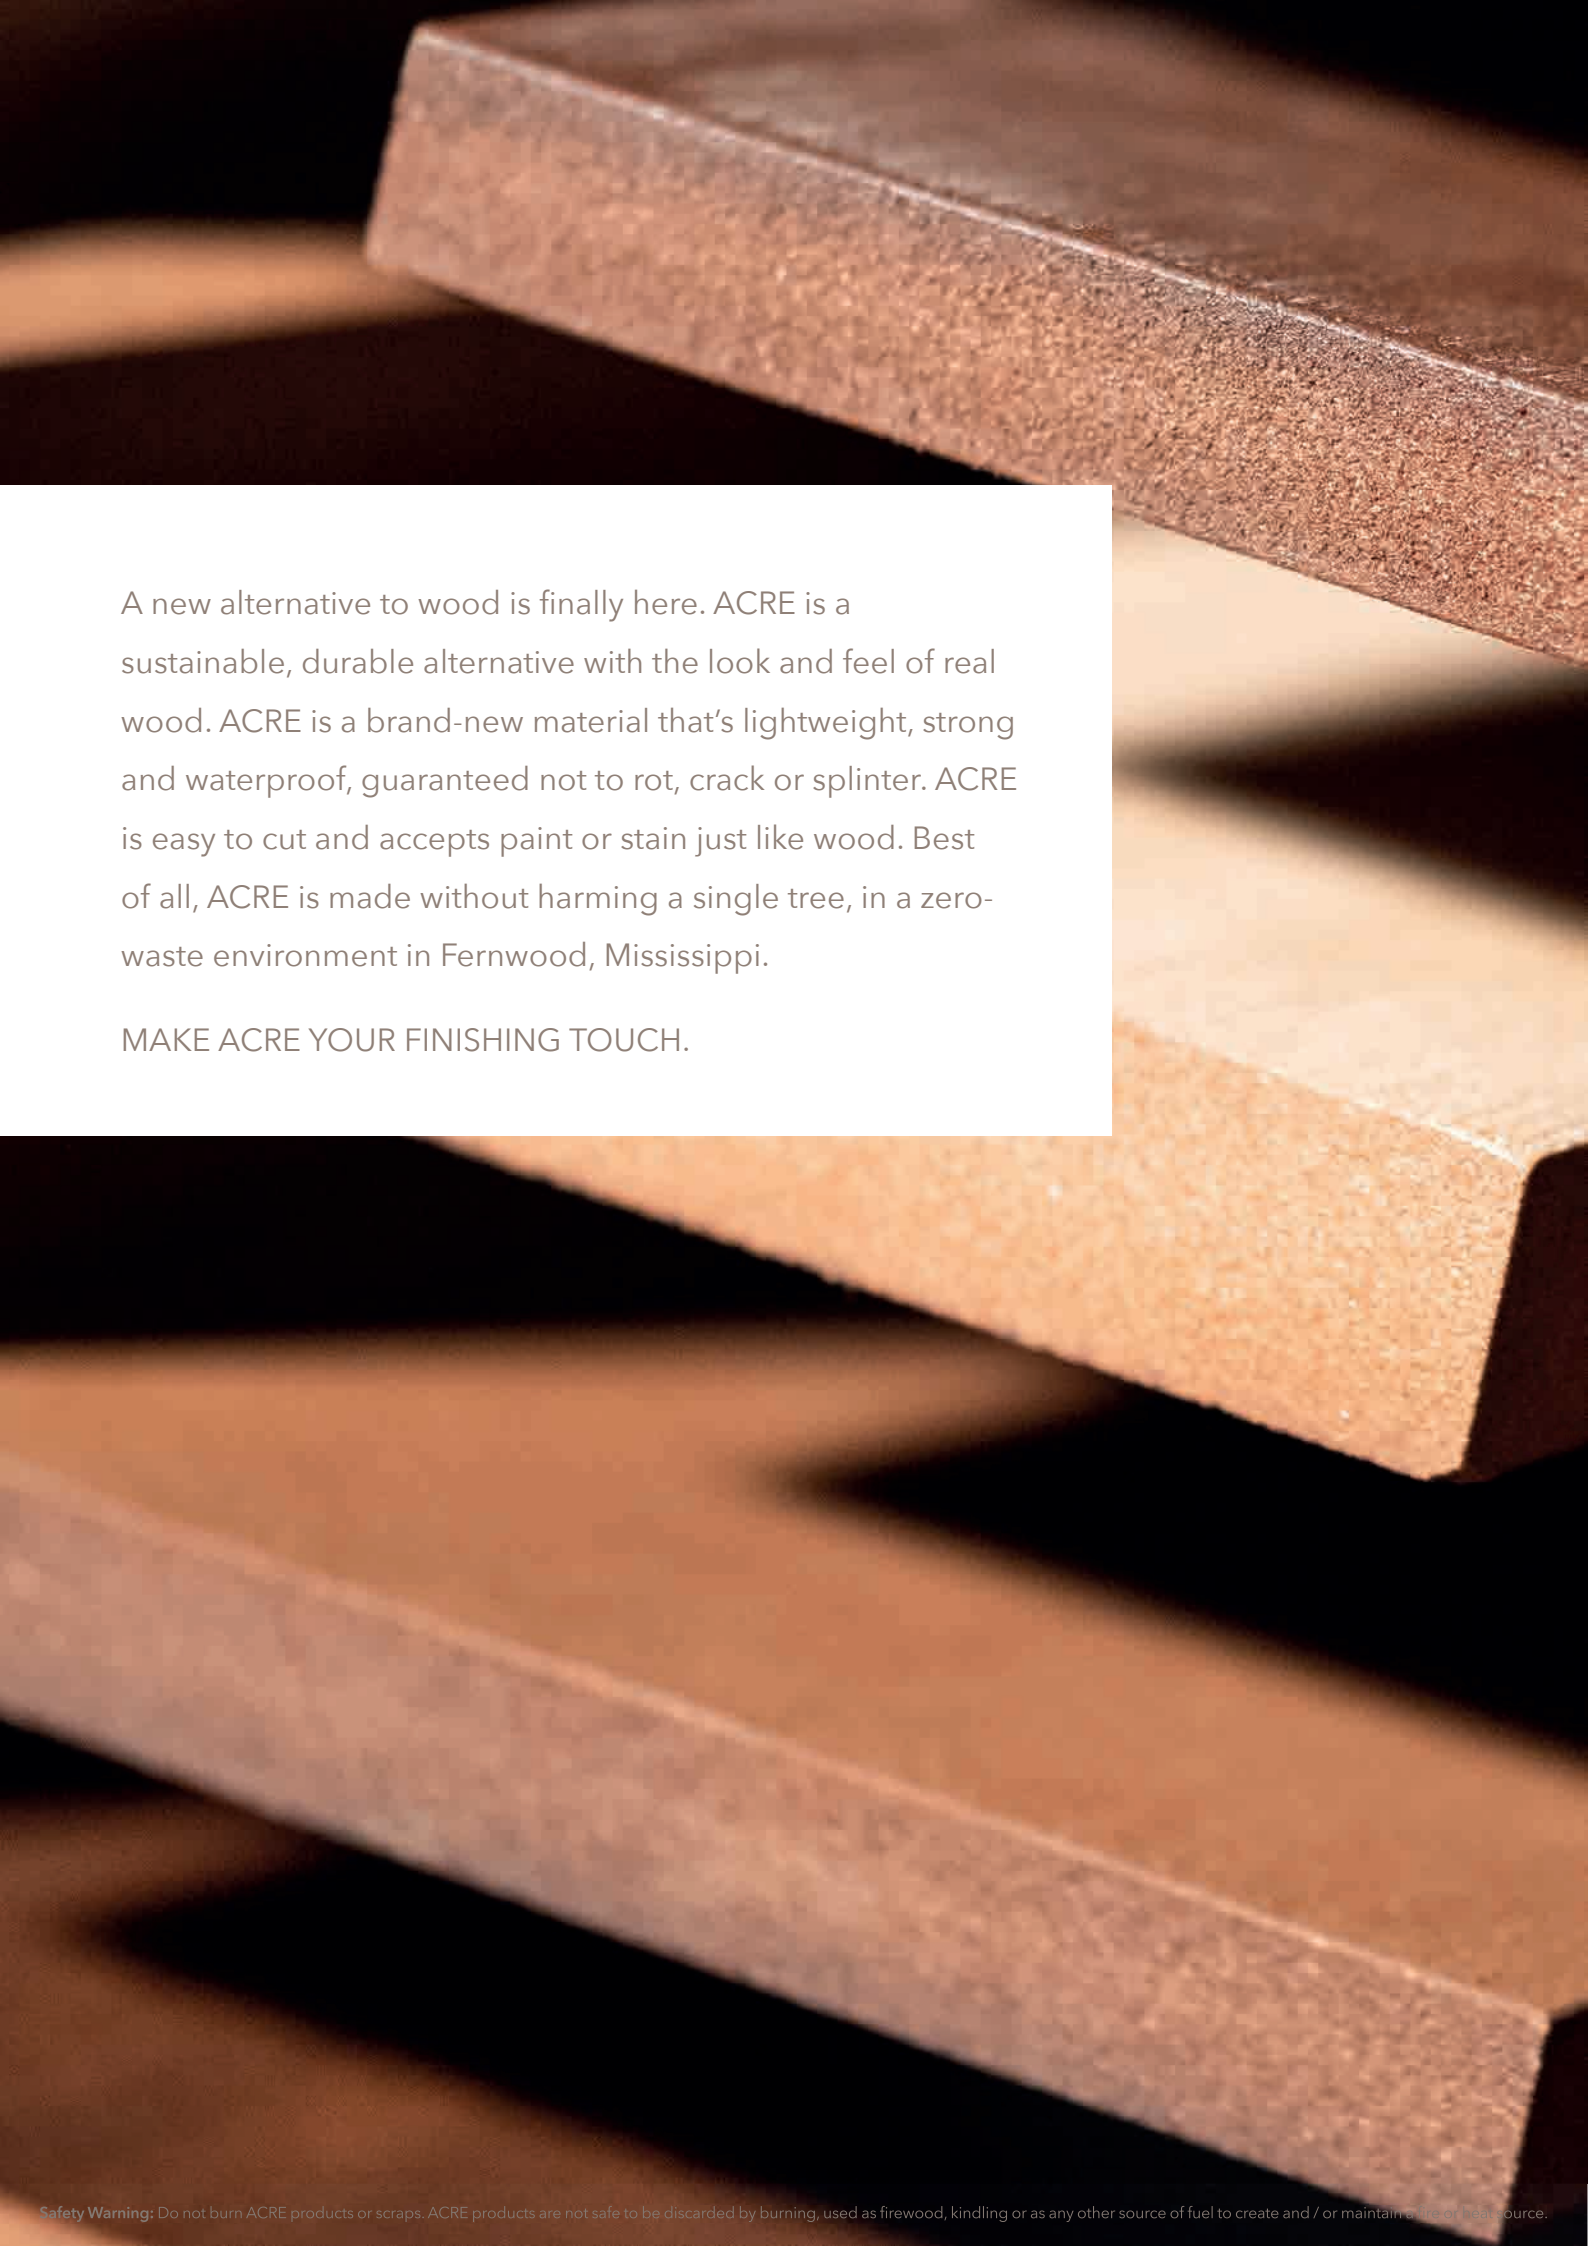 A new alternative to wood is finally here. ACRE is a
sustainable, durable alternative with the look and feel of real
wood. ACRE is a brand-new material that’s lightweight, strong
and waterproof, guaranteed not to rot, crack or splinter. ACRE
is easy to cut and accepts paint or stain just like wood. Best
of all, ACRE is made without harming a single tree, in a zero-
waste environment in Fernwood, Mississippi.
MAKE ACRE YOUR FINISHING TOUCH.
Safety Warning: Do not burn ACRE products or scraps. ACRE products are not safe to be discarded by burning, used as firewood, kindling or as any other source of fuel to create and / or maintain a fire or heat source.